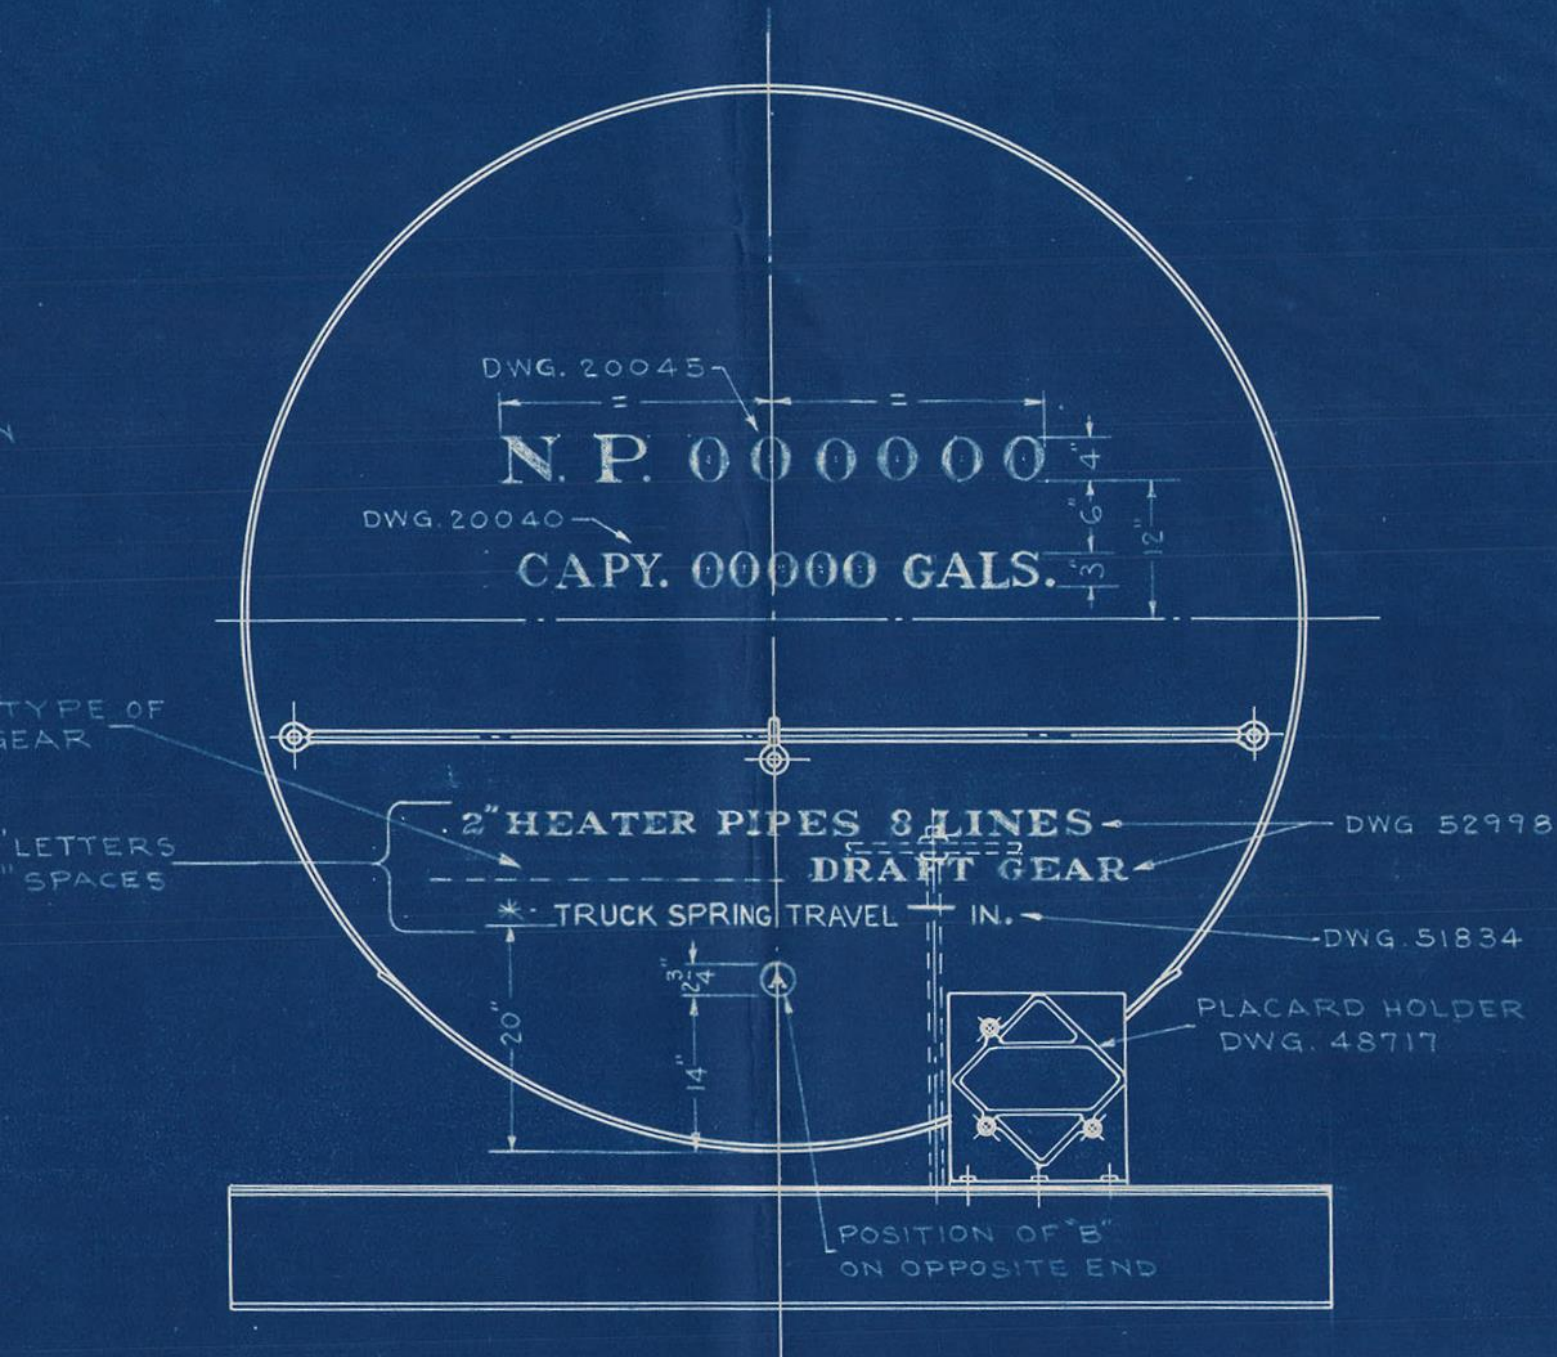 DWG. 20045
= =
N. P. 000000
4"
DWG. 20040
6"
12"
CAPY. 00000 GALS.
3"
TYPE OF
GEAR
2" HEATER PIPES 8 LINES
DWG 52998
LETTERS
" SPACES
DRAFT GEAR
* TRUCK SPRING TRAVEL IN.
DWG. 51834
2 3/4"
A
20"
14"
PLACARD HOLDER
DWG. 48717
POSITION OF "B"
ON OPPOSITE END